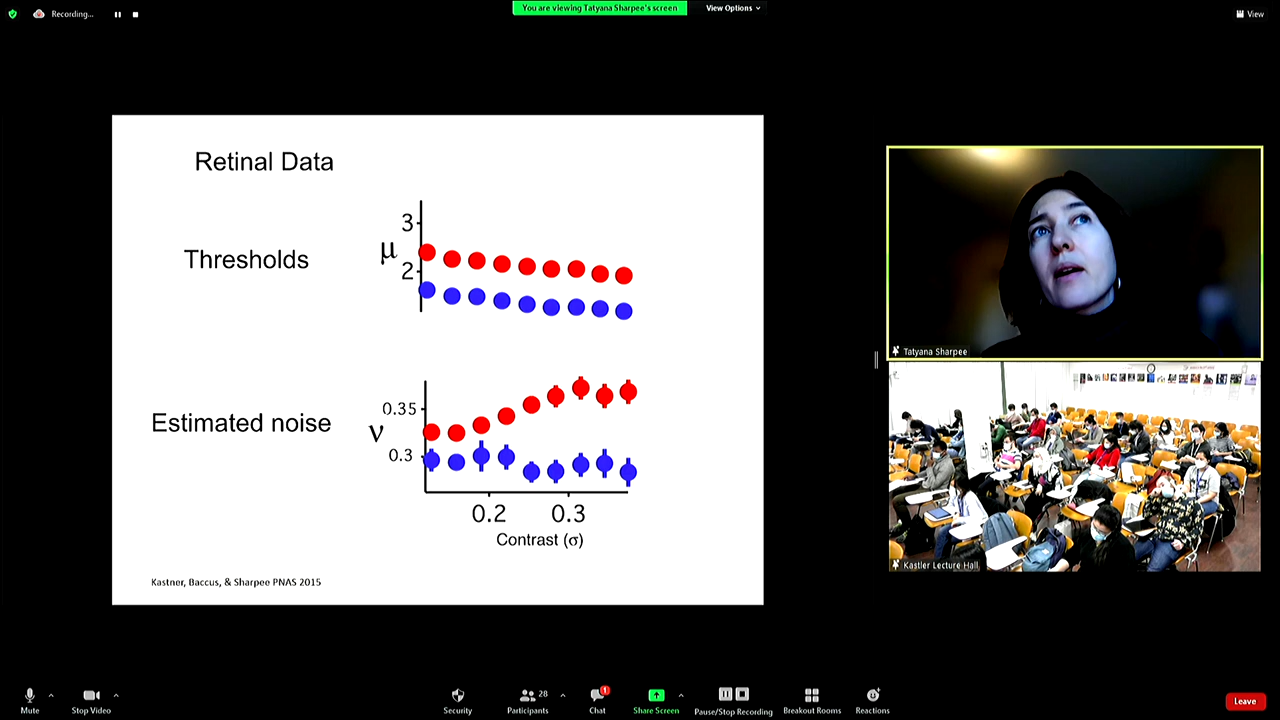 Recording...
You are viewing Tatyana Sharpee's screen
View Options
View
Retinal Data
Thresholds
μ
3
2
Estimated noise
ν
0.35
0.3
0.2
0.3
Contrast (σ)
Kastner, Baccus, & Sharpee PNAS 2015
Tatyana Sharpee
Kastler Lecture Hall
Mute
Stop Video
Security
Participants
28
Chat
1
Share Screen
Pause/Stop Recording
Breakout Rooms
Reactions
Leave